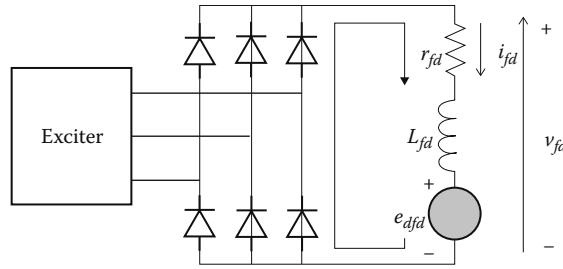 Exciter
r_fd
i_fd
+
L_fd
v_fd
+
e_dfd
–
–